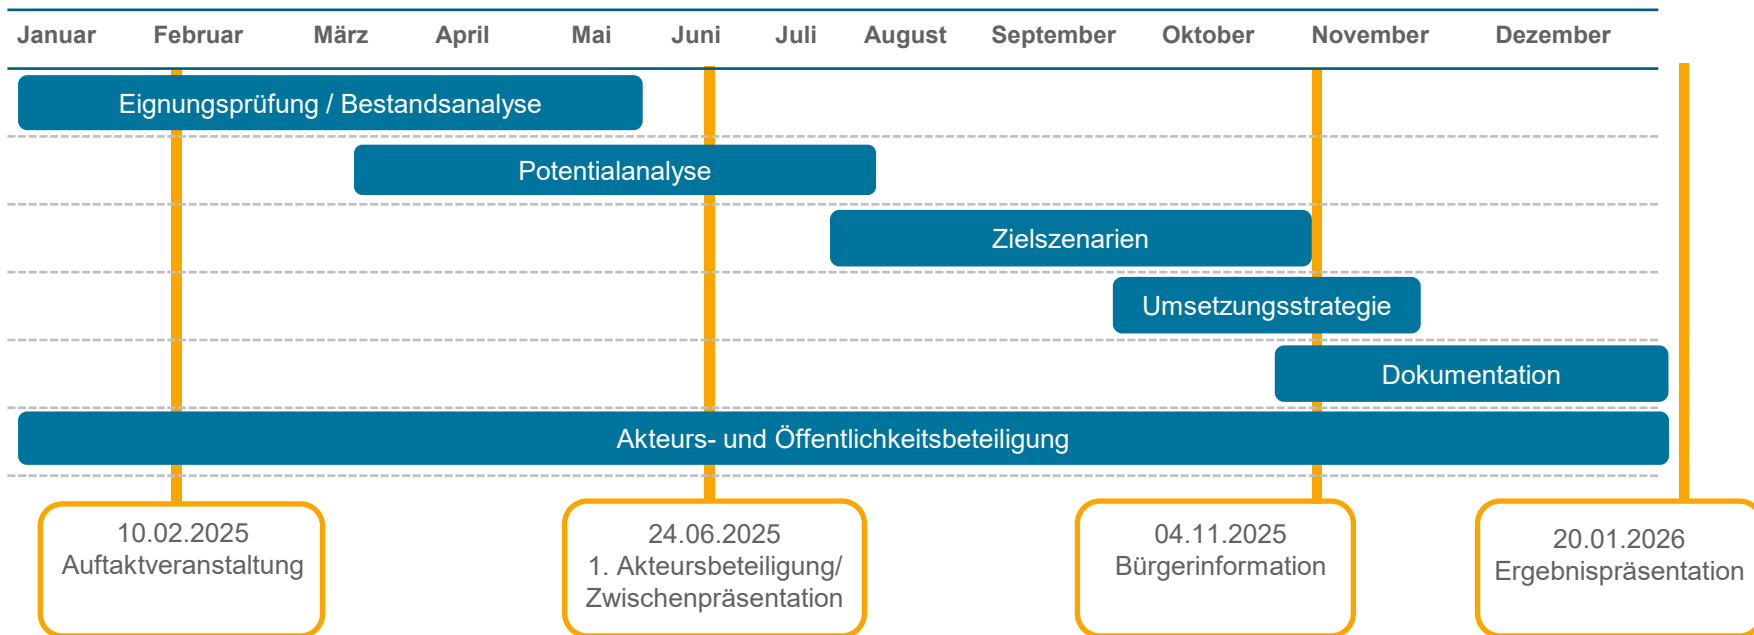 Januar Februar März April Mai Juni Juli August September Oktober November Dezember
Eignungsprüfung / Bestandsanalyse
Potentialanalyse
Zielszenarien
Umsetzungsstrategie
Dokumentation
Akteurs- und Öffentlichkeitsbeteiligung
10.02.2025
Auftaktveranstaltung
24.06.2025
1. Akteursbeteiligung/
Zwischenpräsentation
04.11.2025
Bürgerinformation
20.01.2026
Ergebnispräsentation